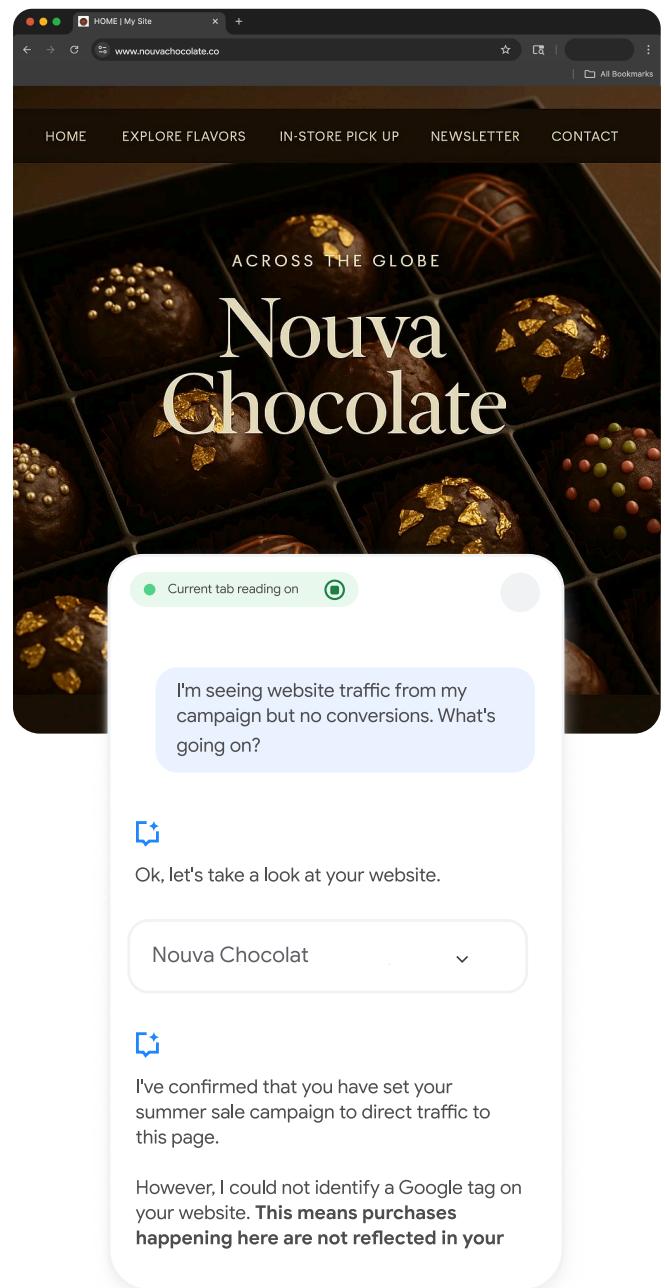 HOME | My Site
www.nouvachocolate.co
All Bookmarks
HOME EXPLORE FLAVORS IN-STORE PICK UP NEWSLETTER CONTACT
ACROSS THE GLOBE
Nouva
Chocolate
Current tab reading on
I'm seeing website traffic from my
campaign but no conversions. What's
going on?
Ok, let's take a look at your website.
Nouva Chocolat
I've confirmed that you have set your
summer sale campaign to direct traffic to
this page.
However, I could not identify a Google tag on
your website. This means purchases
happening here are not reflected in your